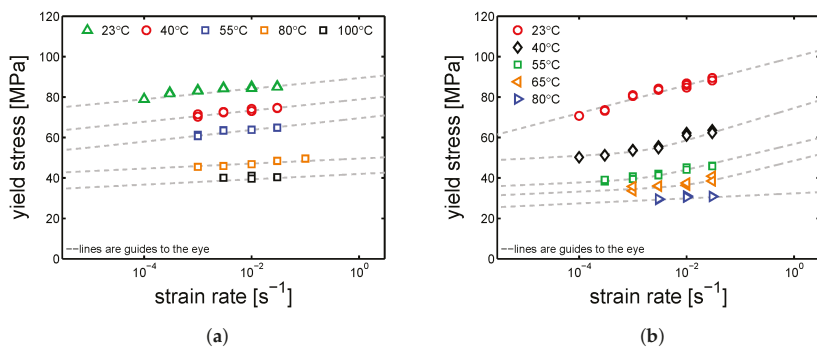 120
100
80
60
40
20
0
yield stress [MPa]
23°C 40°C 55°C 80°C 100°C
−−lines are guides to the eye
10⁻⁴ 10⁻² 10⁰
strain rate [s⁻¹]
(a)
120
100
80
60
40
20
0
yield stress [MPa]
23°C
40°C
55°C
65°C
80°C
−−lines are guides to the eye
10⁻⁴ 10⁻² 10⁰
strain rate [s⁻¹]
(b)